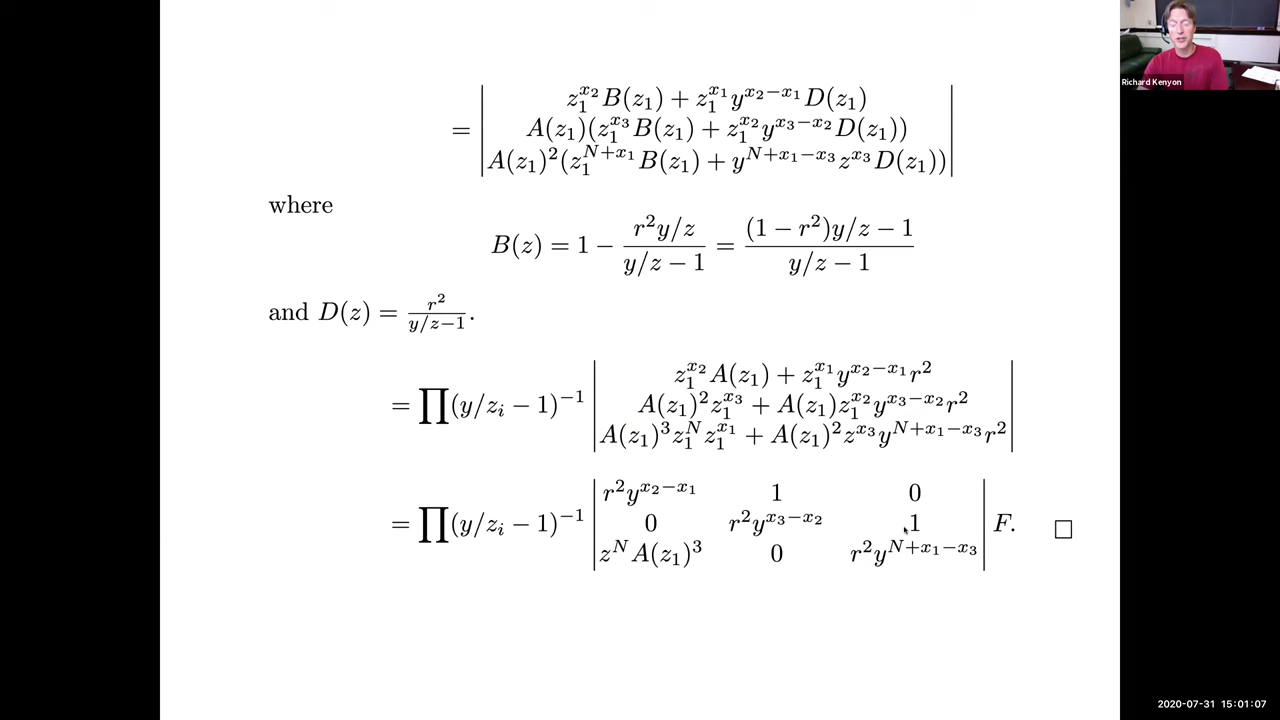 = | z_1^{x_2} B(z_1) + z_1^{x_1} y^{x_2−x_1} D(z_1) |
| A(z_1)(z_1^{x_3} B(z_1) + z_1^{x_2} y^{x_3−x_2} D(z_1)) |
| A(z_1)^2(z_1^{N+x_1} B(z_1) + y^{N+x_1−x_3} z^{x_3} D(z_1)) |
where
B(z) = 1 − \frac{r^2 y/z}{y/z − 1} = \frac{(1 − r^2)y/z − 1}{y/z − 1}
and D(z) = \frac{r^2}{y/z−1}.
= ∏(y/z_i − 1)^{−1} | z_1^{x_2} A(z_1) + z_1^{x_1} y^{x_2−x_1} r^2 |
| A(z_1)^2 z_1^{x_3} + A(z_1) z_1^{x_2} y^{x_3−x_2} r^2 |
| A(z_1)^3 z_1^N z_1^{x_1} + A(z_1)^2 z^{x_3} y^{N+x_1−x_3} r^2 |
= ∏(y/z_i − 1)^{−1} | r^2 y^{x_2−x_1} 1 0 |
| 0 r^2 y^{x_3−x_2} 1 | F. □
| z^N A(z_1)^3 0 r^2 y^{N+x_1−x_3} |
Richard Kenyon
2020-07-31 15:01:07